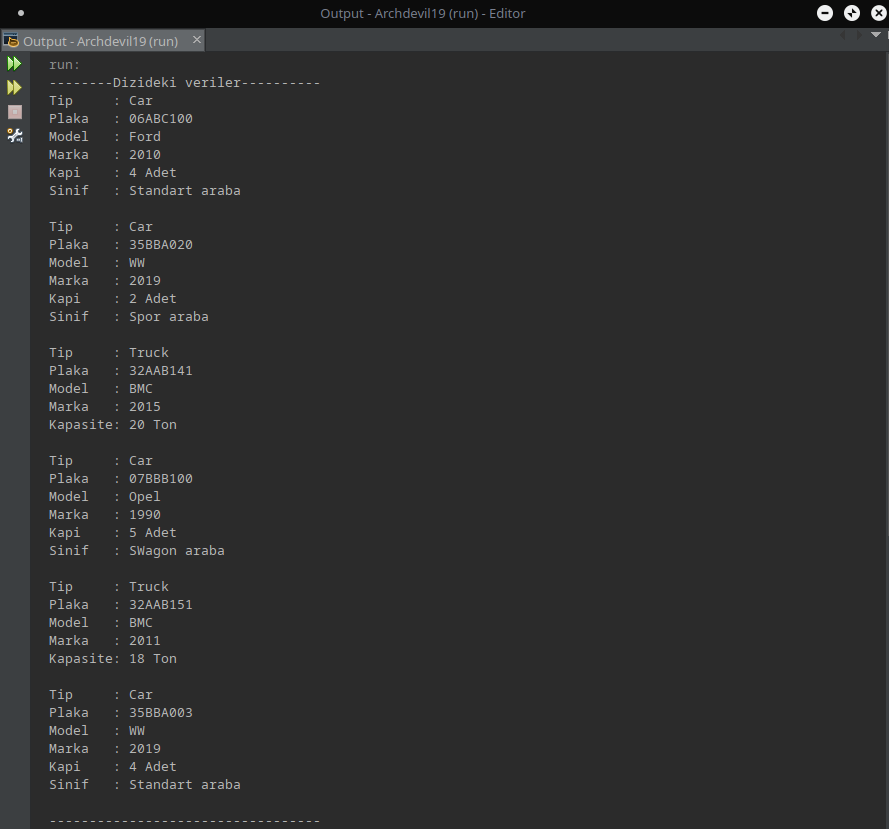 Output - Archdevil19 (run) - Editor
Output - Archdevil19 (run)
run:
--------Dizideki veriler----------
Tip     : Car
Plaka   : 06ABC100
Model   : Ford
Marka   : 2010
Kapi    : 4 Adet
Sinif   : Standart araba

Tip     : Car
Plaka   : 35BBA020
Model   : WW
Marka   : 2019
Kapi    : 2 Adet
Sinif   : Spor araba

Tip     : Truck
Plaka   : 32AAB141
Model   : BMC
Marka   : 2015
Kapasite: 20 Ton

Tip     : Car
Plaka   : 07BBB100
Model   : Opel
Marka   : 1990
Kapi    : 5 Adet
Sinif   : SWagon araba

Tip     : Truck
Plaka   : 32AAB151
Model   : BMC
Marka   : 2011
Kapasite: 18 Ton

Tip     : Car
Plaka   : 35BBA003
Model   : WW
Marka   : 2019
Kapi    : 4 Adet
Sinif   : Standart araba

----------------------------------